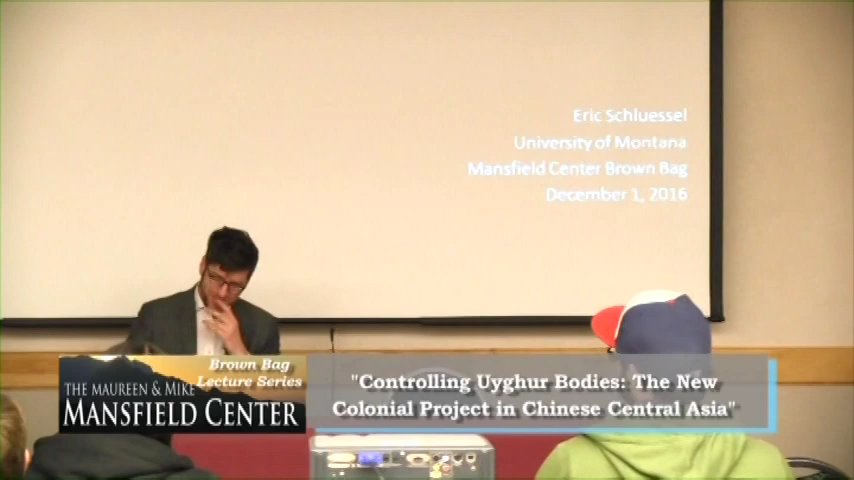 Eric Schluessel
University of Montana
Mansfield Center Brown Bag
December 1, 2016
Brown Bag
Lecture Series
THE MAUREEN & MIKE
MANSFIELD CENTER
"Controlling Uyghur Bodies: The New
Colonial Project in Chinese Central Asia"